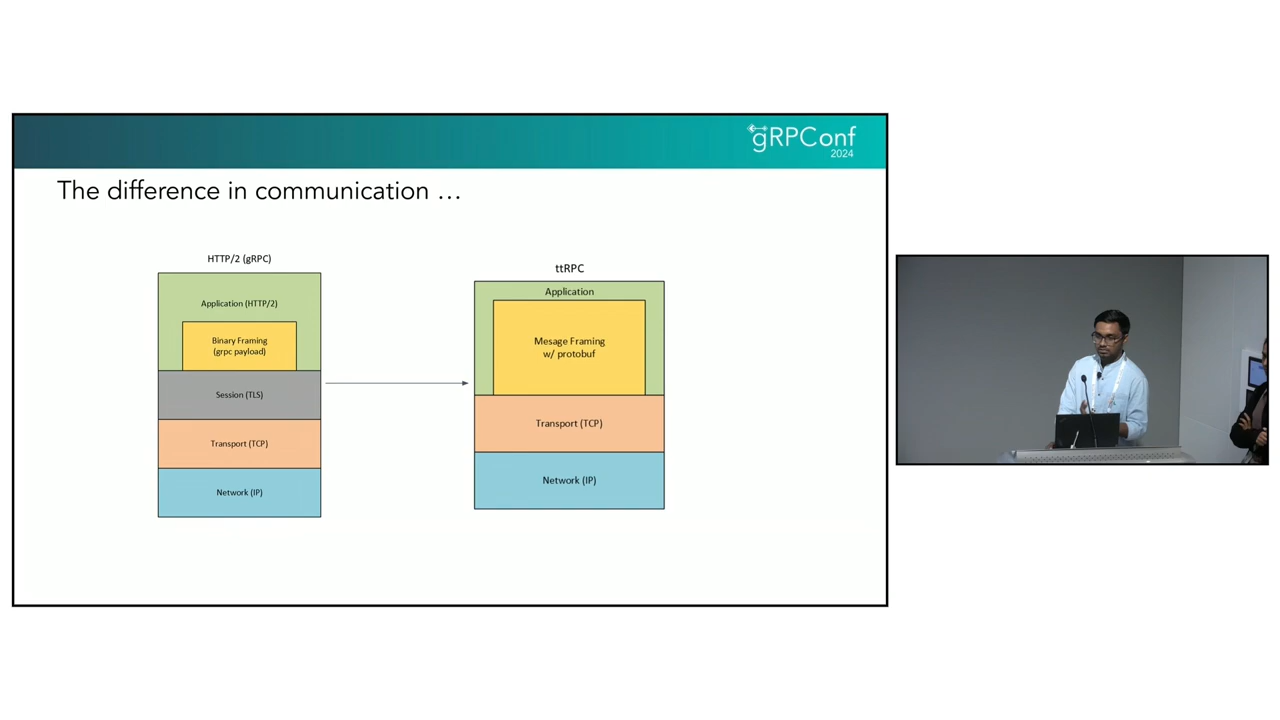 gRPConf
2024
The difference in communication …
HTTP/2 (gRPC)
Application (HTTP/2)
Binary Framing
(grpc payload)
Session (TLS)
Transport (TCP)
Network (IP)
ttRPC
Application
Mesage Framing
w/ protobuf
Transport (TCP)
Network (IP)